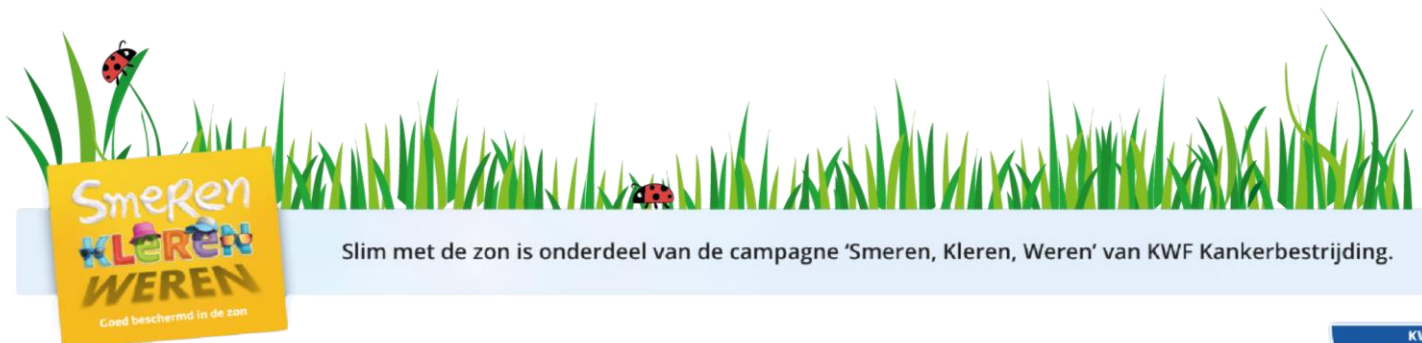 Smeren
KLEREN
WEREN
Goed beschermd in de zon
Slim met de zon is onderdeel van de campagne ‘Smeren, Kleren, Weren’ van KWF Kankerbestrijding.